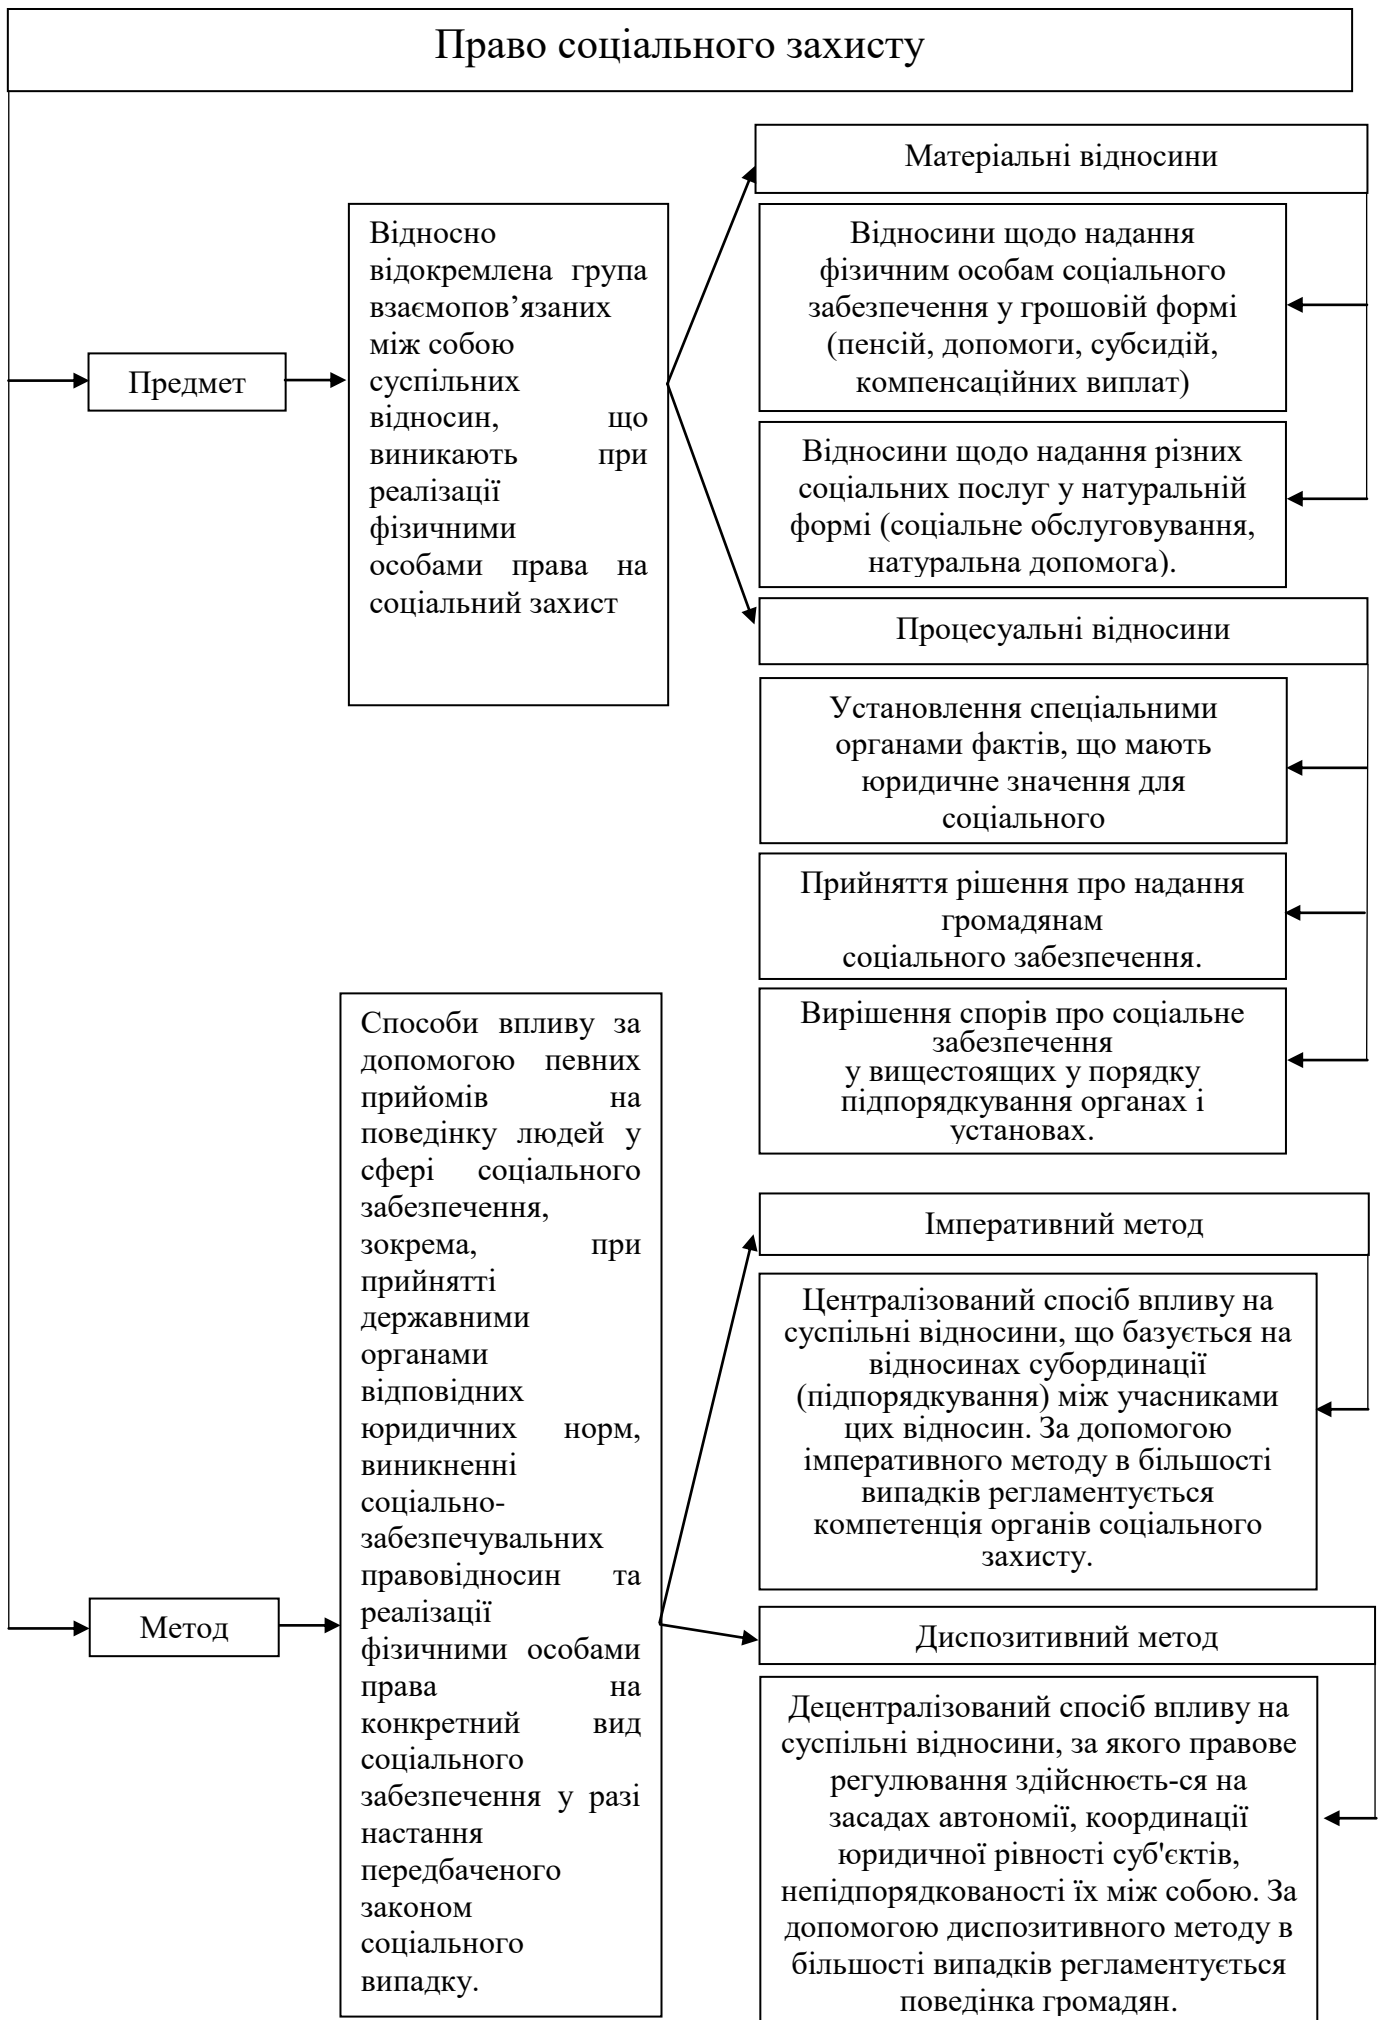 Право соціального захисту
Предмет
Відносно
відокремлена група
взаємопов’язаних
між собою
суспільних
відносин, що
виникають при
реалізації
фізичними
особами права на
соціальний захист
Матеріальні відносини
Відносини щодо надання
фізичним особам соціального
забезпечення у грошовій формі
(пенсій, допомоги, субсидій,
компенсаційних виплат)
Відносини щодо надання різних
соціальних послуг у натуральній
формі (соціальне обслуговування,
натуральна допомога).
Процесуальні відносини
Установлення спеціальними
органами фактів, що мають
юридичне значення для
соціального
Прийняття рішення про надання
громадянам
соціального забезпечення.
Вирішення спорів про соціальне
забезпечення
у вищестоящих у порядку
підпорядкування органах і
установах.
Метод
Способи впливу за
допомогою певних
прийомів на
поведінку людей у
сфері соціального
забезпечення,
зокрема, при
прийнятті
державними
органами
відповідних
юридичних норм,
виникненні
соціально-
забезпечувальних
правовідносин та
реалізації
фізичними особами
права на
конкретний вид
соціального
забезпечення у разі
настання
передбаченого
законом
соціального
випадку.
Імперативний метод
Централізований спосіб впливу на
суспільні відносини, що базується на
відносинах субординації
(підпорядкування) між учасниками
цих відносин. За допомогою
імперативного методу в більшості
випадків регламентується
компетенція органів соціального
захисту.
Диспозитивний метод
Децентралізований спосіб впливу на
суспільні відносини, за якого правове
регулювання здійснюєть-ся на
засадах автономії, координації
юридичної рівності суб'єктів,
непідпорядкованості їх між собою. За
допомогою диспозитивного методу в
більшості випадків регламентується
поведінка громадян.